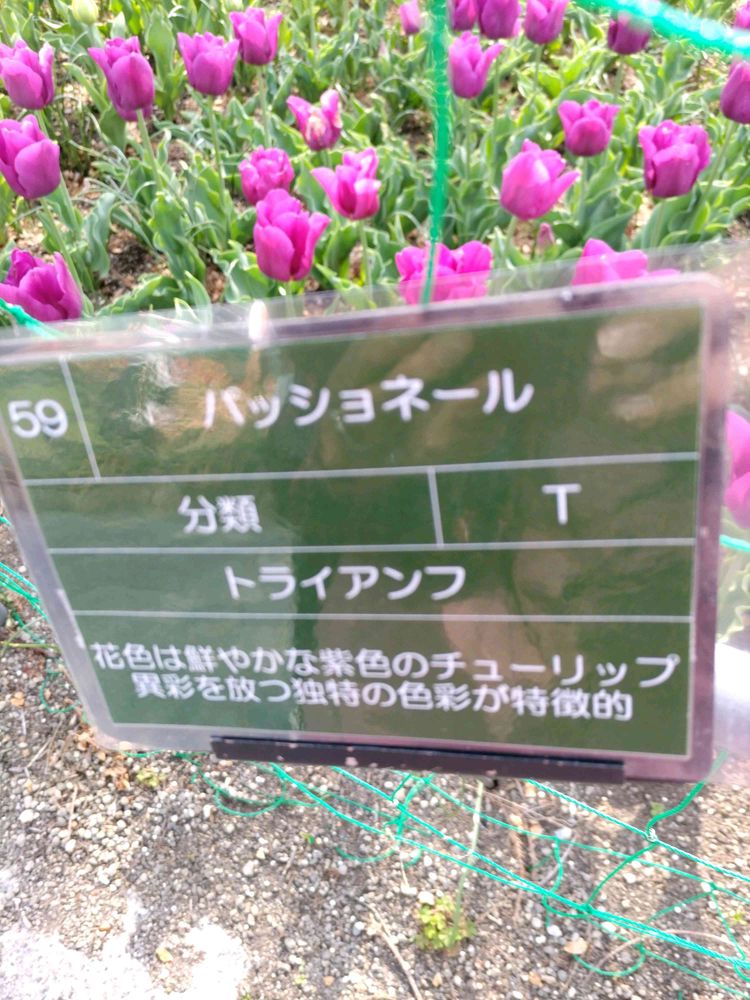 59
パッショネール
分類
T
トライアンフ
花色は鮮やかな紫色のチューリップ
異彩を放つ独特の色彩が特徴的